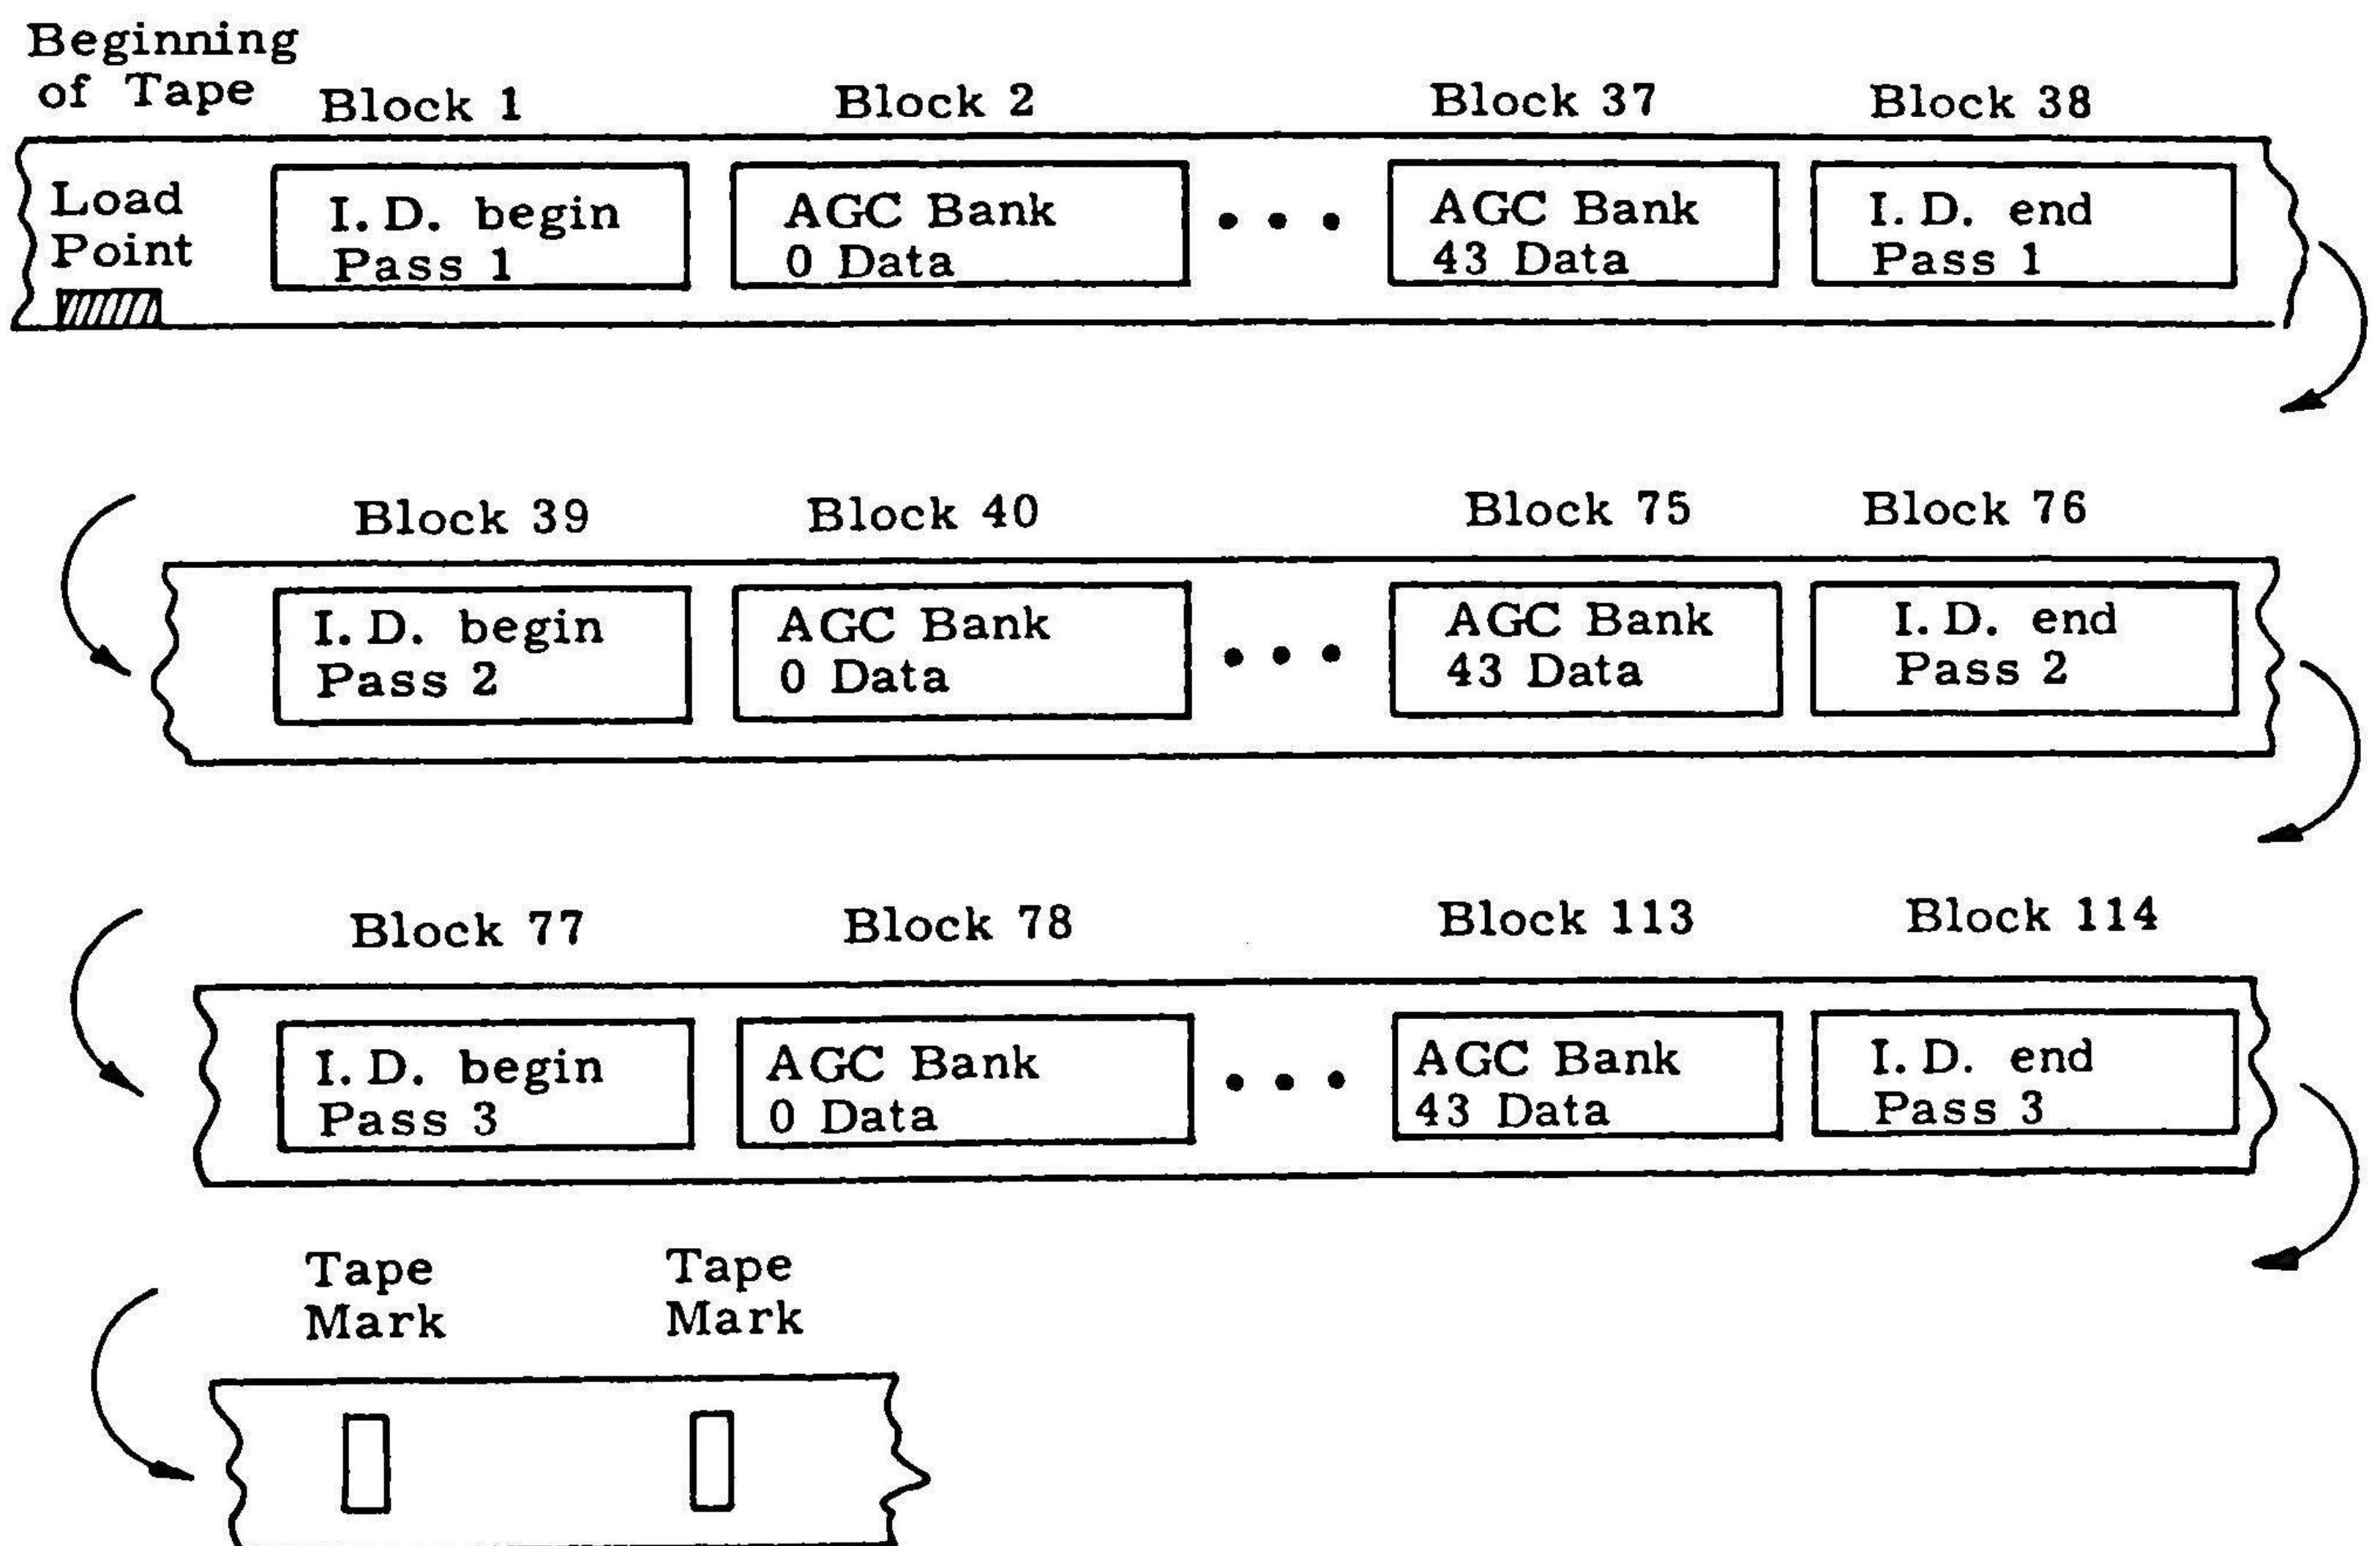 Beginning
of Tape
Block 1
Block 2
Block 37
Block 38
Load
Point
I.D. begin
Pass 1
AGC Bank
0 Data
• • •
AGC Bank
43 Data
I.D. end
Pass 1
Block 39
Block 40
Block 75
Block 76
I.D. begin
Pass 2
AGC Bank
0 Data
• • •
AGC Bank
43 Data
I.D. end
Pass 2
Block 77
Block 78
Block 113
Block 114
I.D. begin
Pass 3
AGC Bank
0 Data
• • •
AGC Bank
43 Data
I.D. end
Pass 3
Tape
Mark
Tape
Mark